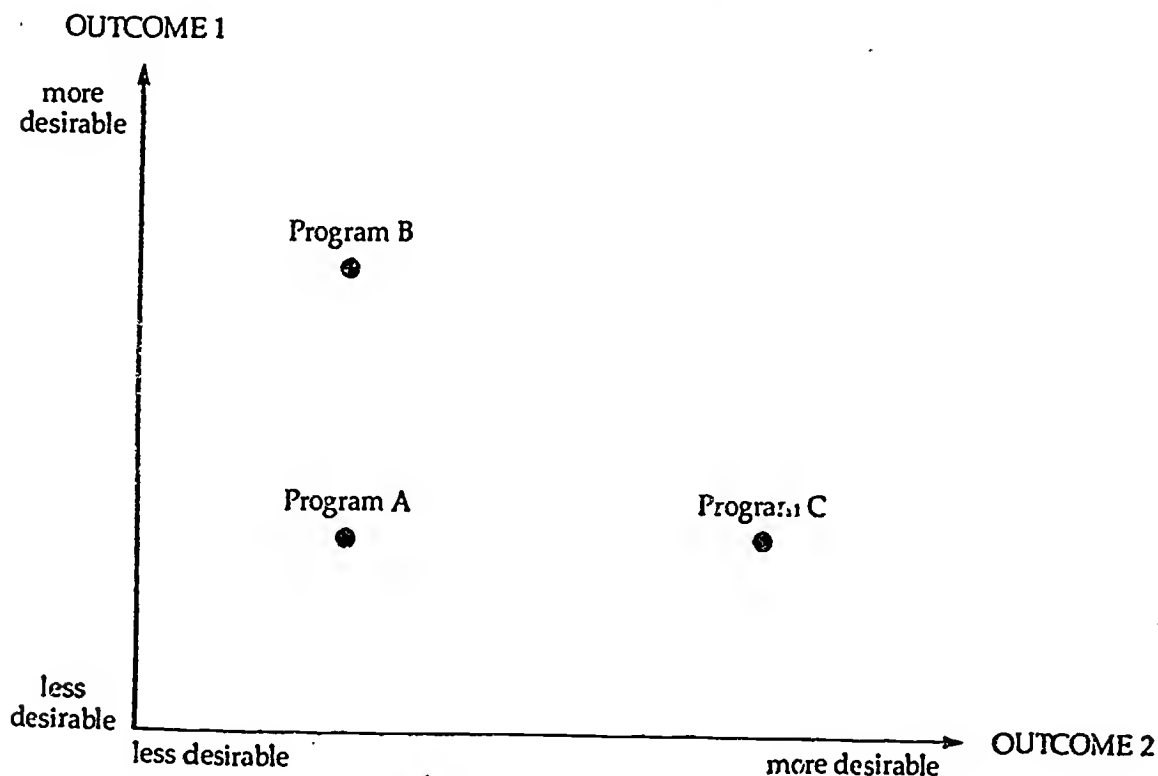 OUTCOME 1
more
desirable
Program B
Program A
Program C
less
desirable
less desirable
more desirable
OUTCOME 2